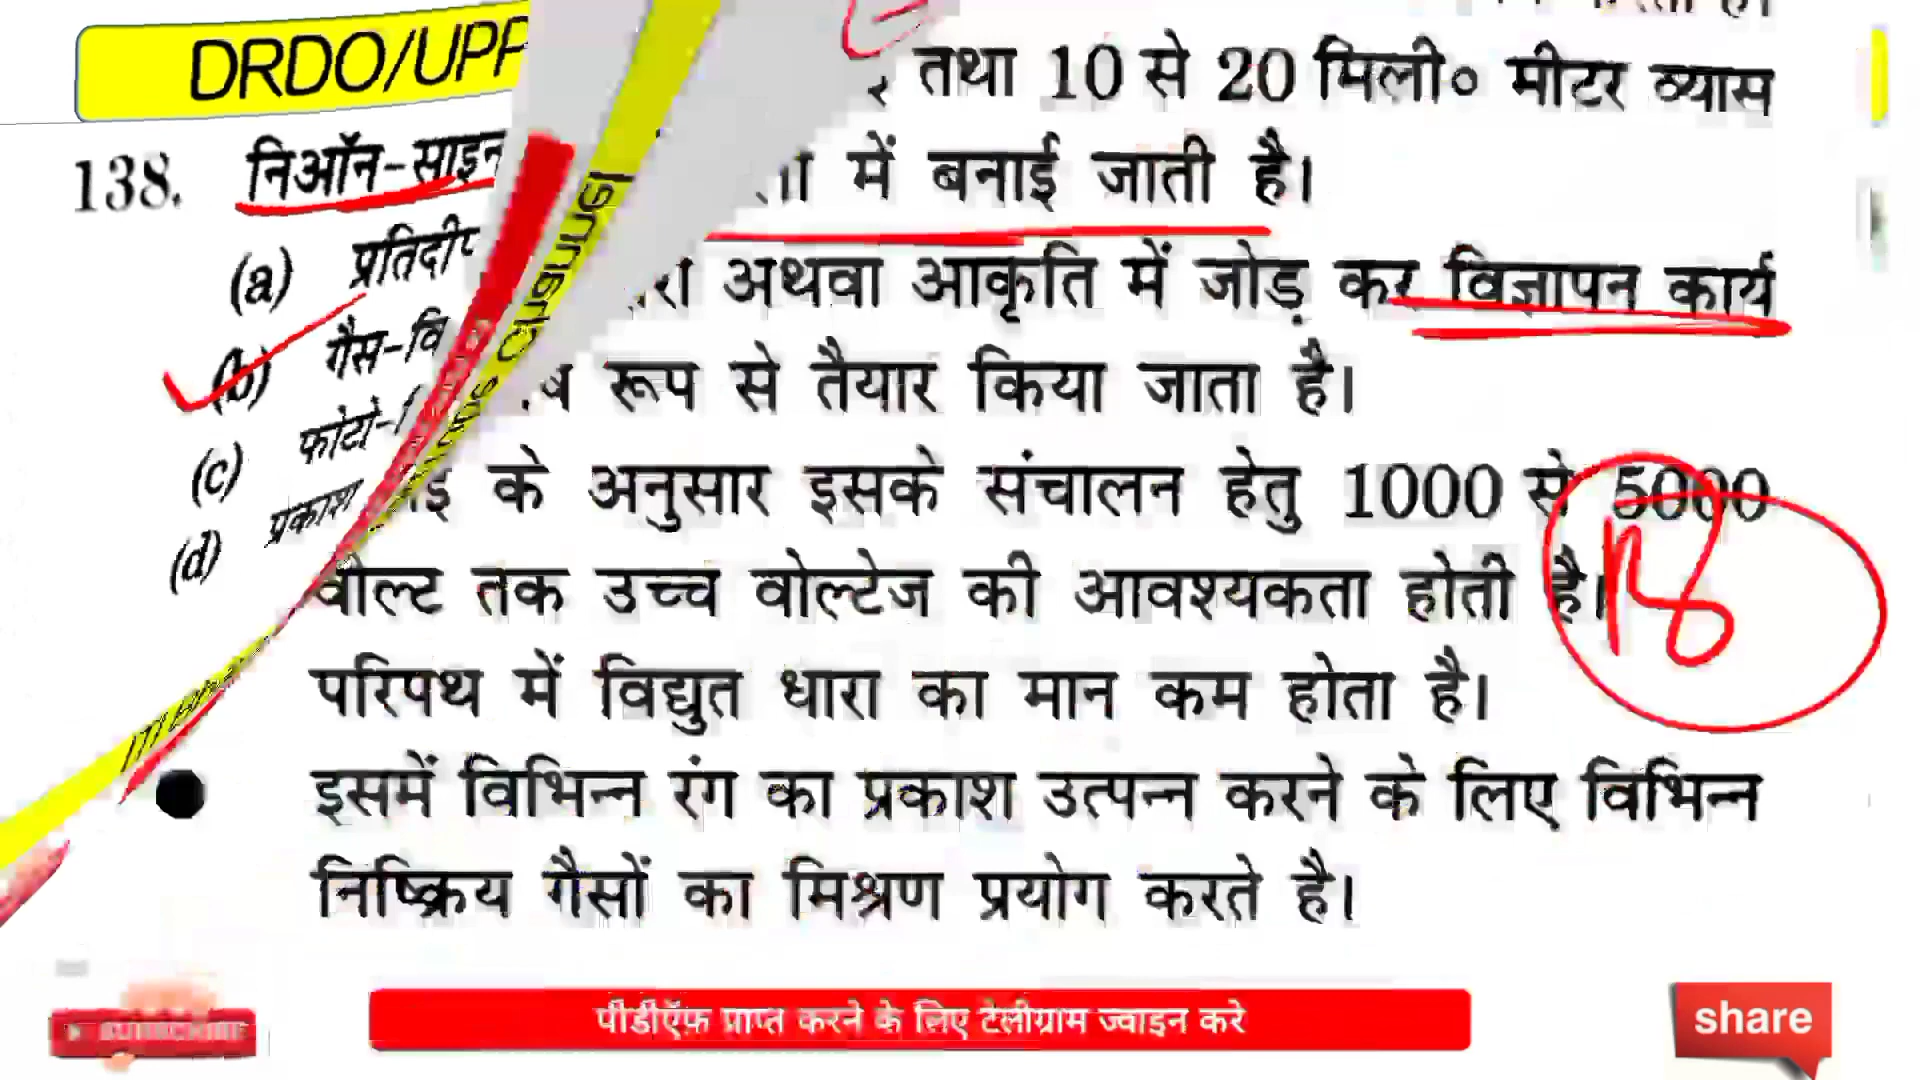 DRDO/UPP
तथा 10 से 20 मिली० मीटर व्यास
138. निऑन-साइन
में बनाई जाती है।
(a) प्रतिदीप
अथवा आकृति में जोड़ कर विज्ञापन कार्य
(b) गैस-वि
रूप से तैयार किया जाता है।
(c) फोटो-
के अनुसार इसके संचालन हेतु 1000 से 5000
(d) प्रकाश
वोल्ट तक उच्च वोल्टेज की आवश्यकता होती है।
18
परिपथ में विद्युत धारा का मान कम होता है।
● इसमें विभिन्न रंग का प्रकाश उत्पन्न करने के लिए विभिन्न
निष्क्रिय गैसों का मिश्रण प्रयोग करते है।
SUBSCRIBE
पीडीऍफ़ प्राप्त करने के लिए टेलीग्राम ज्वाइन करे
share